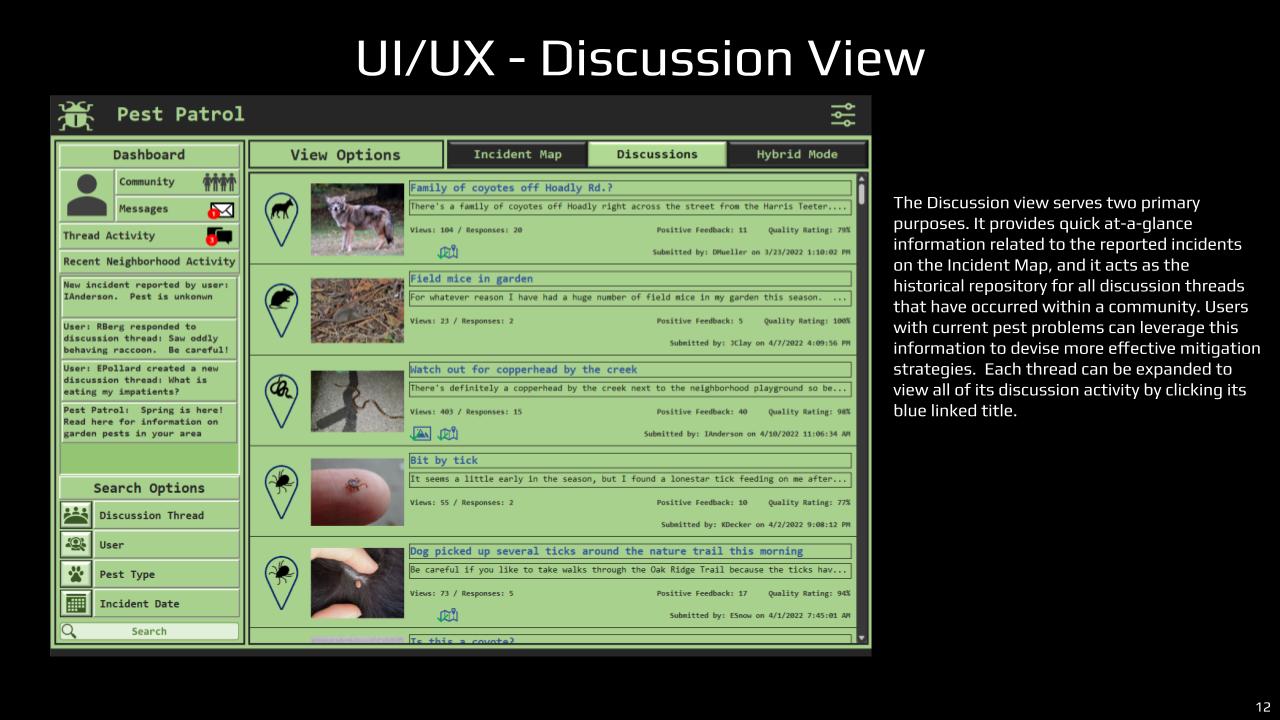 UI/UX - Discussion View
Pest Patrol
Dashboard
Community
Messages
1
Thread Activity
3
Recent Neighborhood Activity
New incident reported by user:
IAnderson.  Pest is unkonwn
User: RBerg responded to
discussion thread: Saw oddly
behaving raccoon.  Be careful!
User: EPollard created a new
discussion thread: What is
eating my impatients?
Pest Patrol:  Spring is here!
Read here for information on
garden pests in your area
Search Options
Discussion Thread
User
Pest Type
Incident Date
Search
View Options
Incident Map
Discussions
Hybrid Mode
Family of coyotes off Hoadly Rd.?
There's a family of coyotes off Hoadly right across the street from the Harris Teeter....
Views: 104 / Responses: 20
Positive Feedback: 11
Quality Rating: 79%
Submitted by: DMueller on 3/23/2022 1:10:02 PM
Field mice in garden
For whatever reason I have had a huge number of field mice in my garden this season.  ...
Views: 23 / Responses: 2
Positive Feedback: 5
Quality Rating: 100%
Submitted by: JClay on 4/7/2022 4:09:56 PM
Watch out for copperhead by the creek
There's definitely a copperhead by the creek next to the neighborhood playground so be...
Views: 403 / Responses: 15
Positive Feedback: 40
Quality Rating: 98%
Submitted by: IAnderson on 4/10/2022 11:06:34 AM
Bit by tick
It seems a little early in the season, but I found a lonestar tick feeding on me after...
Views: 55 / Responses: 2
Positive Feedback: 10
Quality Rating: 77%
Submitted by: KDecker on 4/2/2022 9:08:12 PM
Dog picked up several ticks around the nature trail this morning
Be careful if you like to take walks through the Oak Ridge Trail because the ticks hav...
Views: 73 / Responses: 5
Positive Feedback: 17
Quality Rating: 94%
Submitted by: ESnow on 4/1/2022 7:45:01 AM
Is this a coyote?
The Discussion view serves two primary
purposes. It provides quick at-a-glance
information related to the reported incidents
on the Incident Map, and it acts as the
historical repository for all discussion threads
that have occurred within a community. Users
with current pest problems can leverage this
information to devise more effective mitigation
strategies.  Each thread can be expanded to
view all of its discussion activity by clicking its
blue linked title.
12